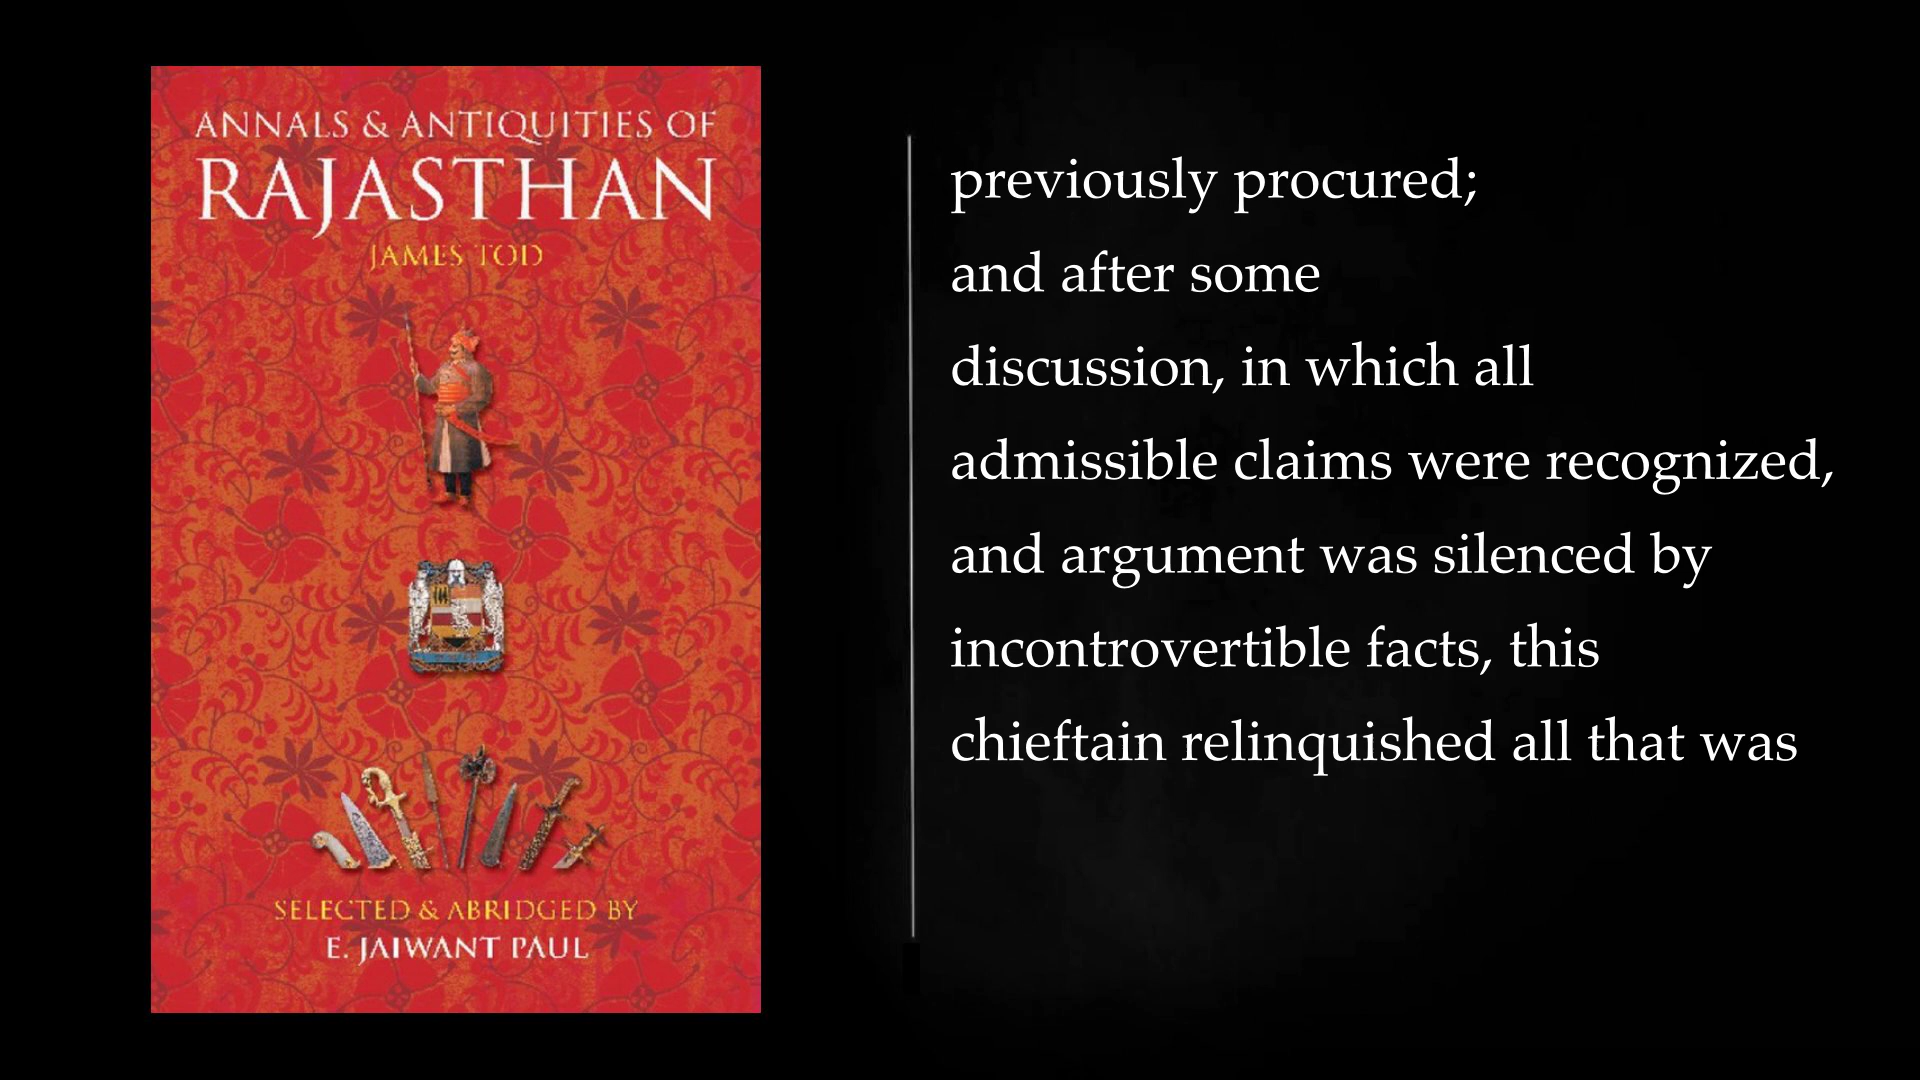 ANNALS & ANTIQUITIES OF
RAJASTHAN
JAMES TOD
SELECTED & ABRIDGED BY
E. JAIWANT PAUL
previously procured;
and after some
discussion, in which all
admissible claims were recognized,
and argument was silenced by
incontrovertible facts, this
chieftain relinquished all that was